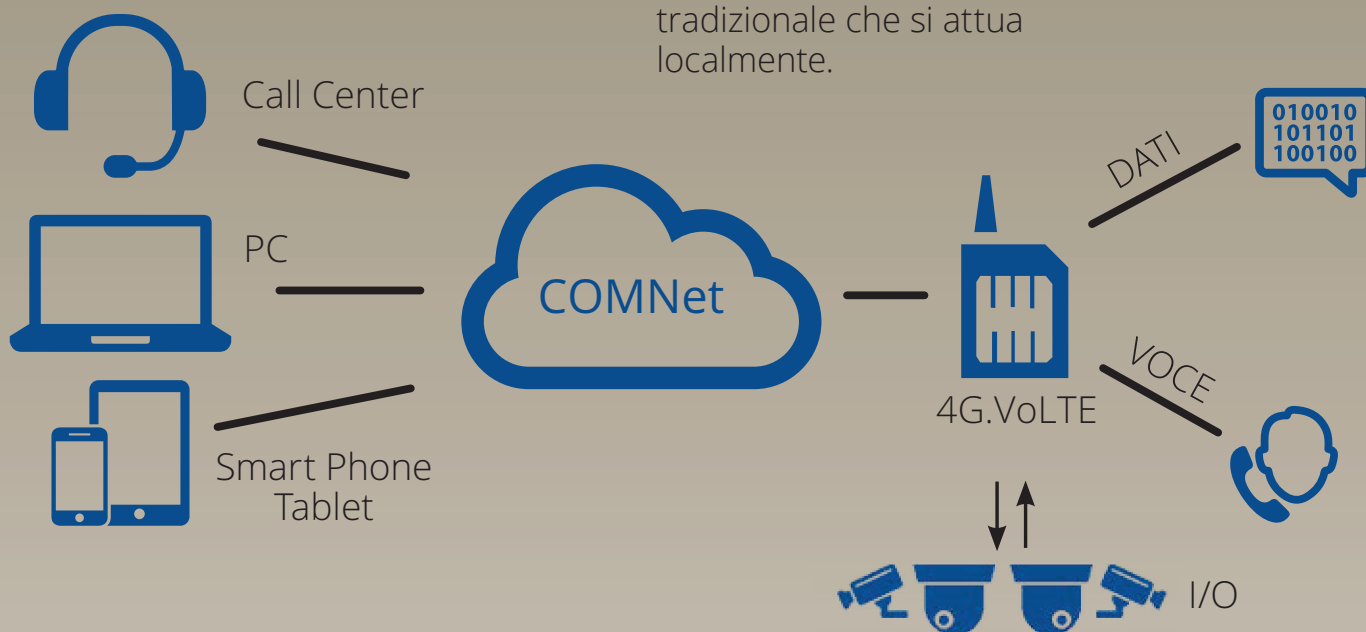 tradizionale che si attua
localmente.
Call Center
PC
Smart Phone
Tablet
COMNet
4G.VoLTE
DATI
010010
101101
100100
VOCE
I/O